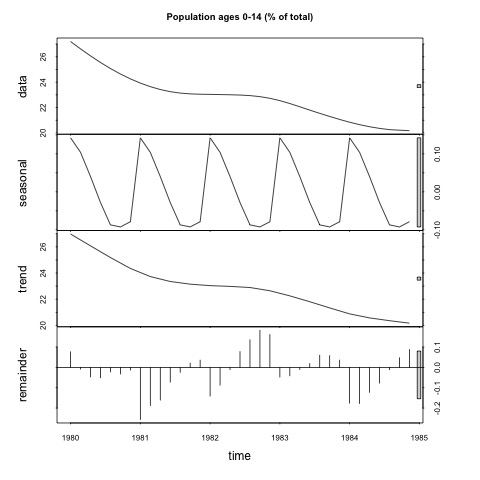 Population ages 0-14 (% of total)
data
20 22 24 26
seasonal
-0.10 0.00 0.10
trend
20 22 24 26
remainder
-0.2 -0.1 0.0 0.1
1980 1981 1982 1983 1984 1985
time